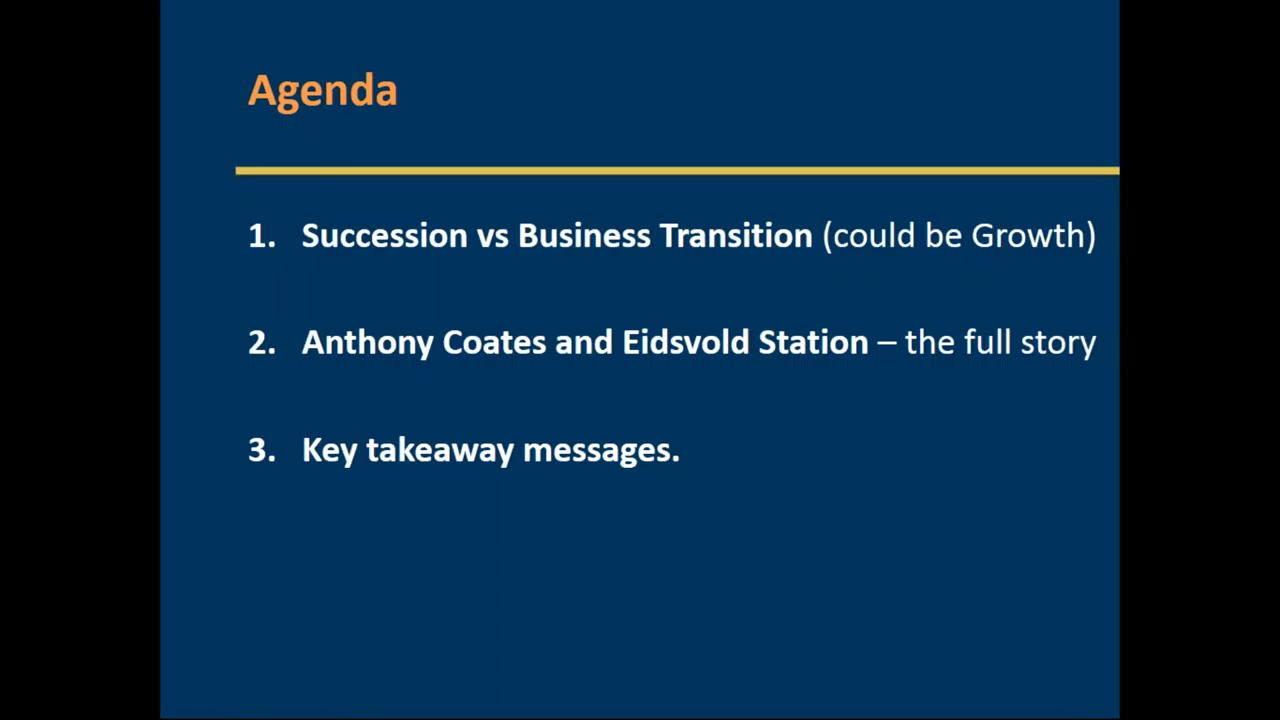 Agenda
1. Succession vs Business Transition (could be Growth)
2. Anthony Coates and Eidsvold Station – the full story
3. Key takeaway messages.